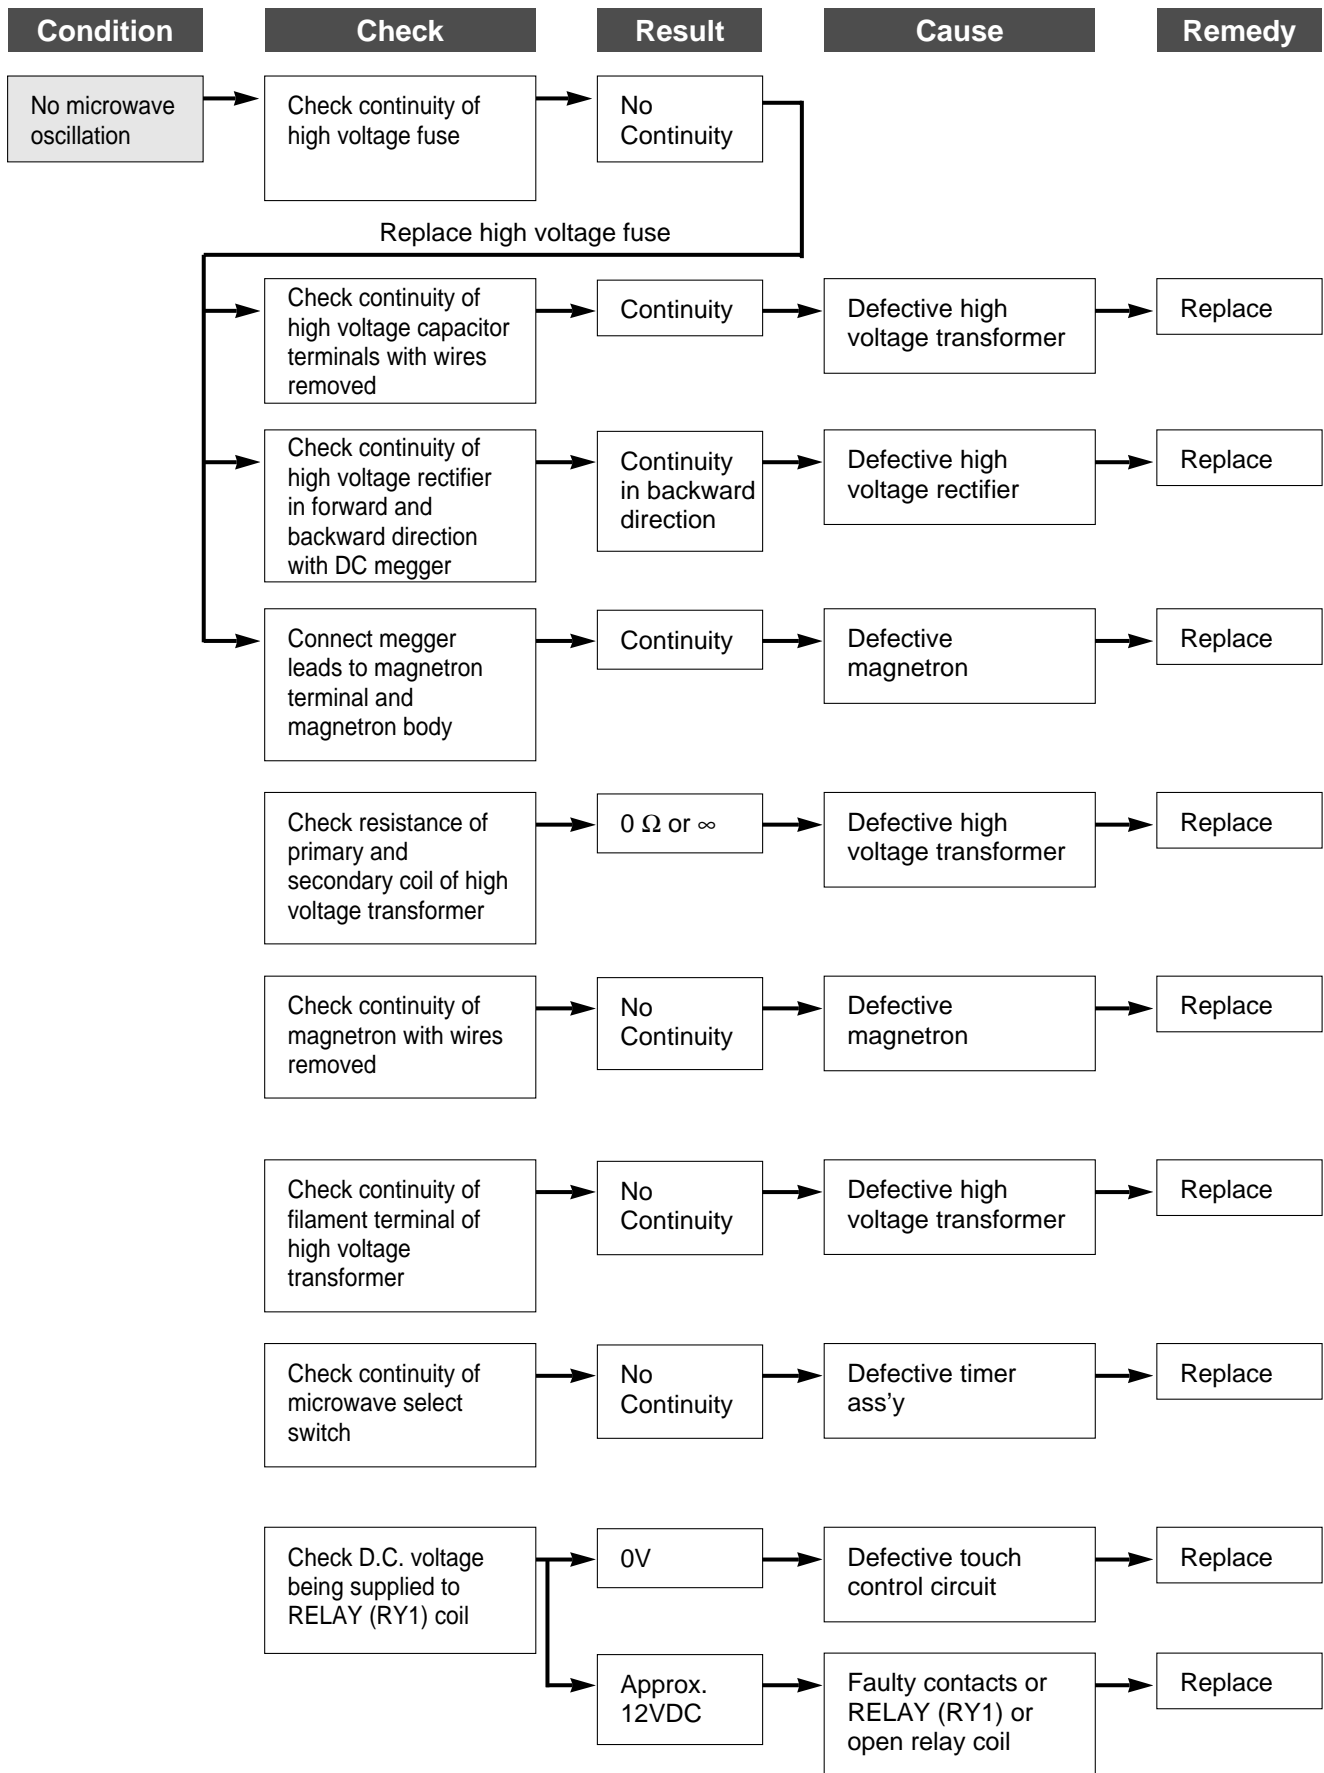 Condition
Check
Result
Cause
Remedy
No microwave
oscillation
Check continuity of
high voltage fuse
No
Continuity
Replace high voltage fuse
Check continuity of
high voltage capacitor
terminals with wires
removed
Continuity
Defective high
voltage transformer
Replace
Check continuity of
high voltage rectifier
in forward and
backward direction
with DC megger
Continuity
in backward
direction
Defective high
voltage rectifier
Replace
Connect megger
leads to magnetron
terminal and
magnetron body
Continuity
Defective
magnetron
Replace
Check resistance of
primary and
secondary coil of high
voltage transformer
0 Ω or ∞
Defective high
voltage transformer
Replace
Check continuity of
magnetron with wires
removed
No
Continuity
Defective
magnetron
Replace
Check continuity of
filament terminal of
high voltage
transformer
No
Continuity
Defective high
voltage transformer
Replace
Check continuity of
microwave select
switch
No
Continuity
Defective timer
ass’y
Replace
Check D.C. voltage
being supplied to
RELAY (RY1) coil
0V
Defective touch
control circuit
Replace
Approx.
12VDC
Faulty contacts or
RELAY (RY1) or
open relay coil
Replace